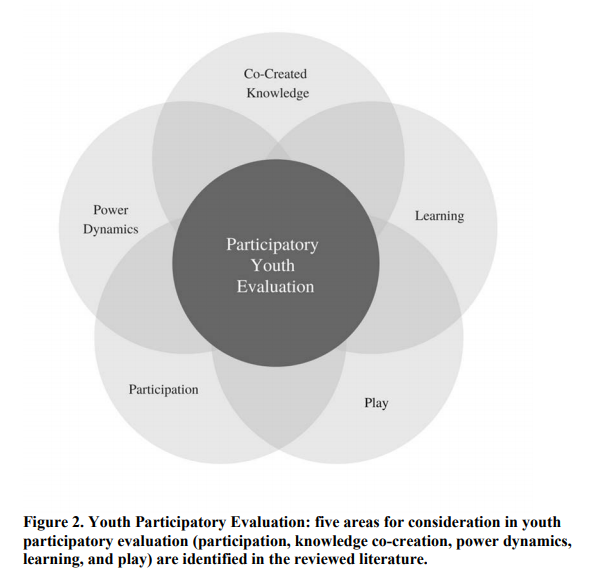 Co-Created
Knowledge
Power
Dynamics
Learning
Participatory
Youth
Evaluation
Participation
Play
Figure 2. Youth Participatory Evaluation: five areas for consideration in youth
participatory evaluation (participation, knowledge co-creation, power dynamics,
learning, and play) are identified in the reviewed literature.